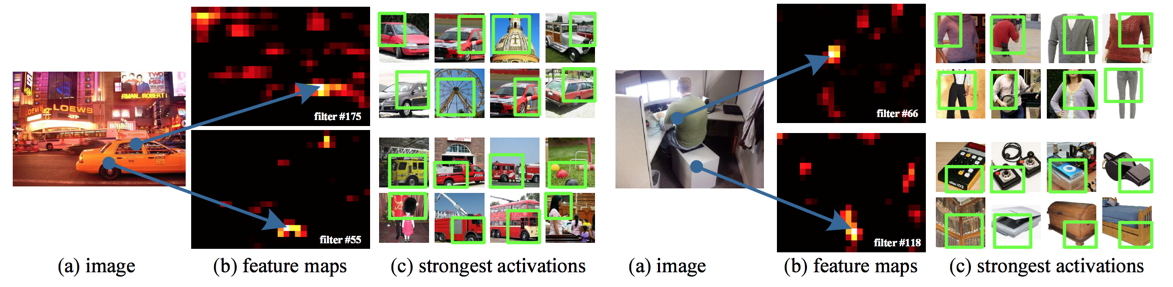 LOEWS
filter #175
filter #55
(a) image
(b) feature maps
(c) strongest activations
filter #66
filter #118
(a) image
(b) feature maps
(c) strongest activations